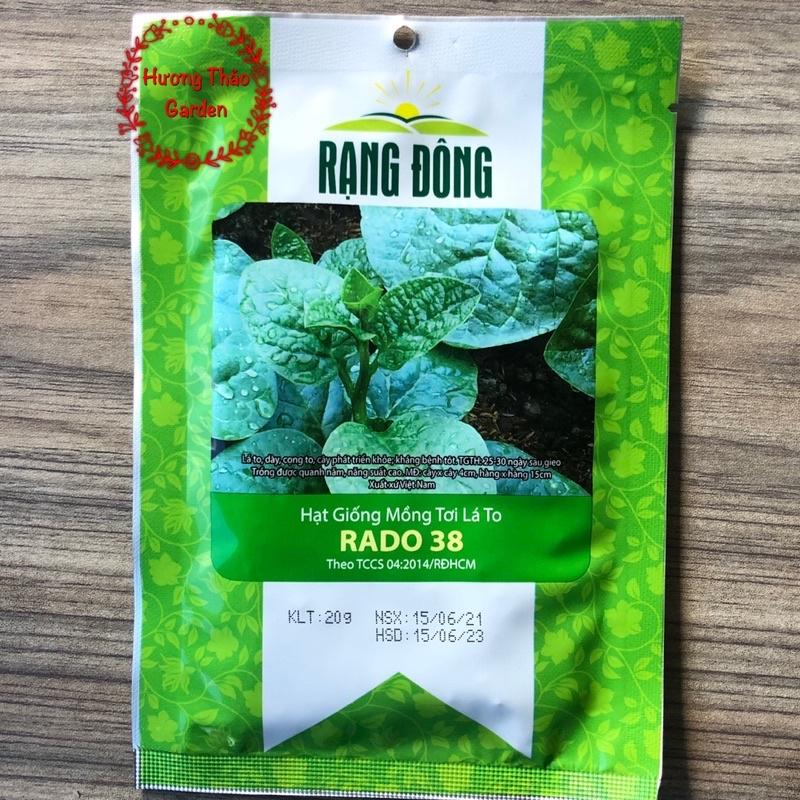 Hương Thảo
Garden
RẠNG ĐÔNG
Lá to, dày, cọng to, cây phát triển khỏe, kháng bệnh tốt. TGTH: 25-30 ngày sau gieo
Trồng được quanh năm, năng suất cao. MĐ: cây x cây 4cm, hàng x hàng 15cm
Xuất xứ Việt Nam
Hạt Giống Mồng Tơi Lá To
RADO 38
Theo TCCS 04:2014/RĐHCM
KLT:20g NSX:15/06/21
HSD:15/06/23